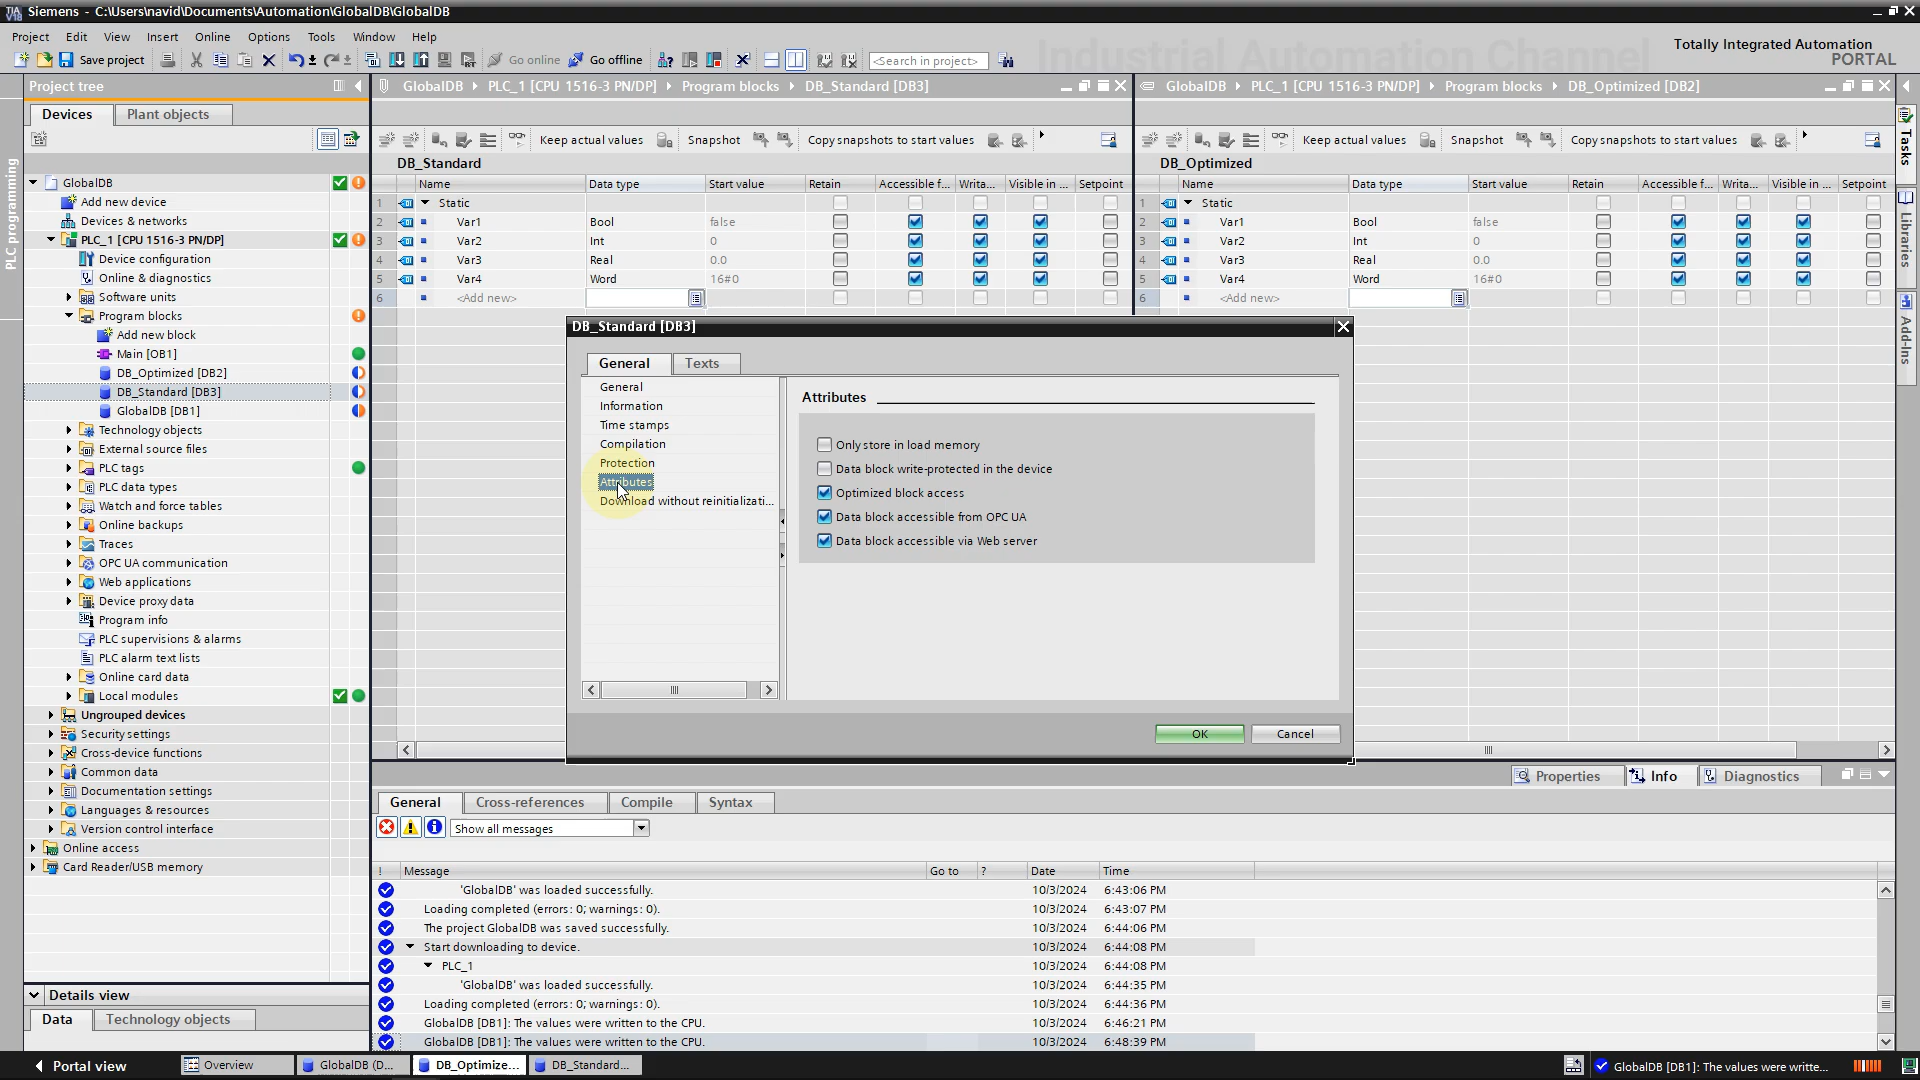 Siemens - C:\Users\navid\Documents\Automation\GlobalDB\GlobalDB
Project Edit View Insert Online Options Tools Window Help
Industrial Automation Channel
Totally Integrated Automation
PORTAL
Save project
Go online
Go offline
<Search in project>
Project tree
GlobalDB PLC_1 [CPU 1516-3 PN/DP] Program blocks DB_Standard [DB3]
GlobalDB PLC_1 [CPU 1516-3 PN/DP] Program blocks DB_Optimized [DB2]
Devices
Plant objects
PLC programming
GlobalDB
Add new device
Devices & networks
PLC_1 [CPU 1516-3 PN/DP]
Device configuration
Online & diagnostics
Software units
Program blocks
Add new block
Main [OB1]
DB_Optimized [DB2]
DB_Standard [DB3]
GlobalDB [DB1]
Technology objects
External source files
PLC tags
PLC data types
Watch and force tables
Online backups
Traces
OPC UA communication
Web applications
Device proxy data
Program info
PLC supervisions & alarms
PLC alarm text lists
Online card data
Local modules
Ungrouped devices
Security settings
Cross-device functions
Common data
Documentation settings
Languages & resources
Version control interface
Online access
Card Reader/USB memory
Details view
Data
Technology objects
Keep actual values Snapshot Copy snapshots to start values
DB_Standard
Name Data type Start value Retain Accessible f... Writa... Visible in ... Setpoint
1 Static
2 Var1 Bool false
3 Var2 Int 0
4 Var3 Real 0.0
5 Var4 Word 16#0
6 <Add new>
Keep actual values Snapshot Copy snapshots to start values
DB_Optimized
Name Data type Start value Retain Accessible f... Writa... Visible in ... Setpoint
1 Static
2 Var1 Bool false
3 Var2 Int 0
4 Var3 Real 0.0
5 Var4 Word 16#0
6 <Add new>
Tasks
Libraries
Add-Ins
DB_Standard [DB3]
General
Texts
General
Information
Time stamps
Compilation
Protection
Attributes
Download without reinitializati...
Attributes
Only store in load memory
Data block write-protected in the device
Optimized block access
Data block accessible from OPC UA
Data block accessible via Web server
OK
Cancel
Properties
Info
Diagnostics
General
Cross-references
Compile
Syntax
Show all messages
! Message Go to ? Date Time
'GlobalDB' was loaded successfully. 10/3/2024 6:43:06 PM
Loading completed (errors: 0; warnings: 0). 10/3/2024 6:43:07 PM
The project GlobalDB was saved successfully. 10/3/2024 6:44:06 PM
Start downloading to device. 10/3/2024 6:44:08 PM
PLC_1 10/3/2024 6:44:08 PM
'GlobalDB' was loaded successfully. 10/3/2024 6:44:35 PM
Loading completed (errors: 0; warnings: 0). 10/3/2024 6:44:36 PM
GlobalDB [DB1]: The values were written to the CPU. 10/3/2024 6:46:21 PM
GlobalDB [DB1]: The values were written to the CPU. 10/3/2024 6:48:39 PM
Portal view
Overview
GlobalDB (D...
DB_Optimize...
DB_Standard...
GlobalDB [DB1]: The values were writte...